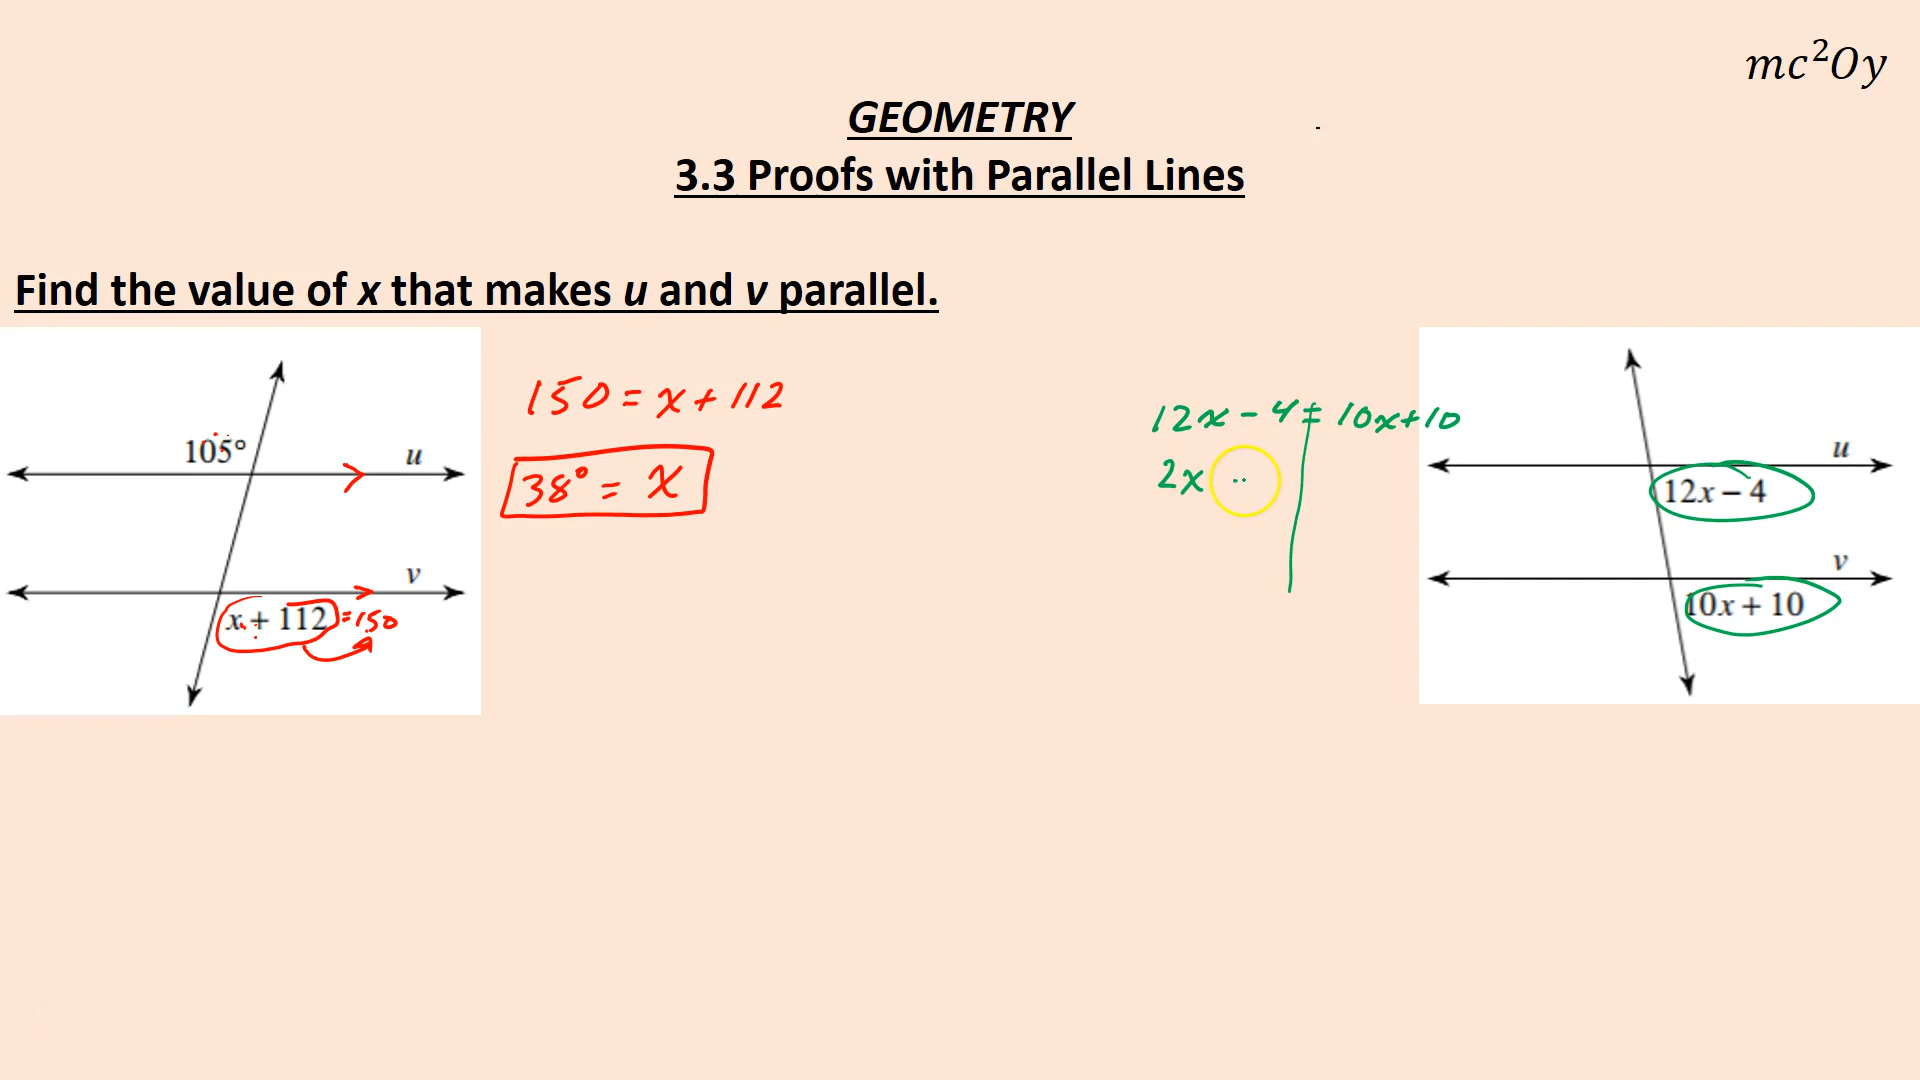 mc²Oy
GEOMETRY
3.3 Proofs with Parallel Lines
Find the value of x that makes u and v parallel.
105°
u
v
x + 112 = 150
150 = x + 112
38° = x
12x - 4 = 10x + 10
2x
u
12x – 4
v
10x + 10